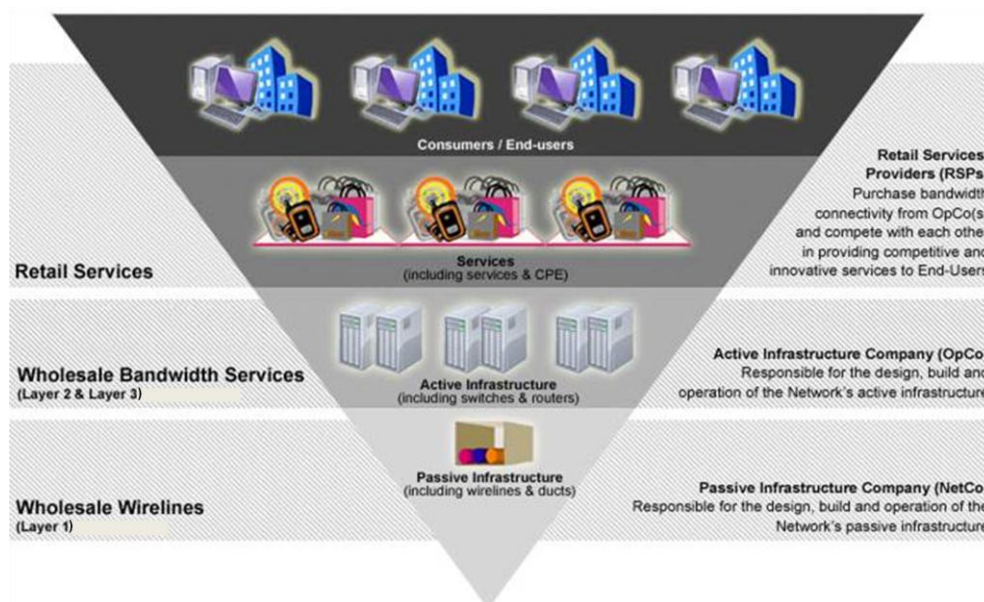 Consumers / End-users
Retail Services
Services
(including services & CPE)
Retail Services
Providers (RSPs
Purchase bandwidth
connectivity from OpCo(s
and compete with each other
in providing competitive and
innovative services to End-Users
Wholesale Bandwidth Services
(Layer 2 & Layer 3)
Active Infrastructure
(including switches & routers)
Active Infrastructure Company (OpCo
Responsible for the design, build and
operation of the Network's active infrastructure
Wholesale Wirelines
(Layer 1)
Passive Infrastructure
(including wirelines & ducts)
Passive Infrastructure Company (NetCo
Responsible for the design, build and operation of the
Network's passive infrastructure